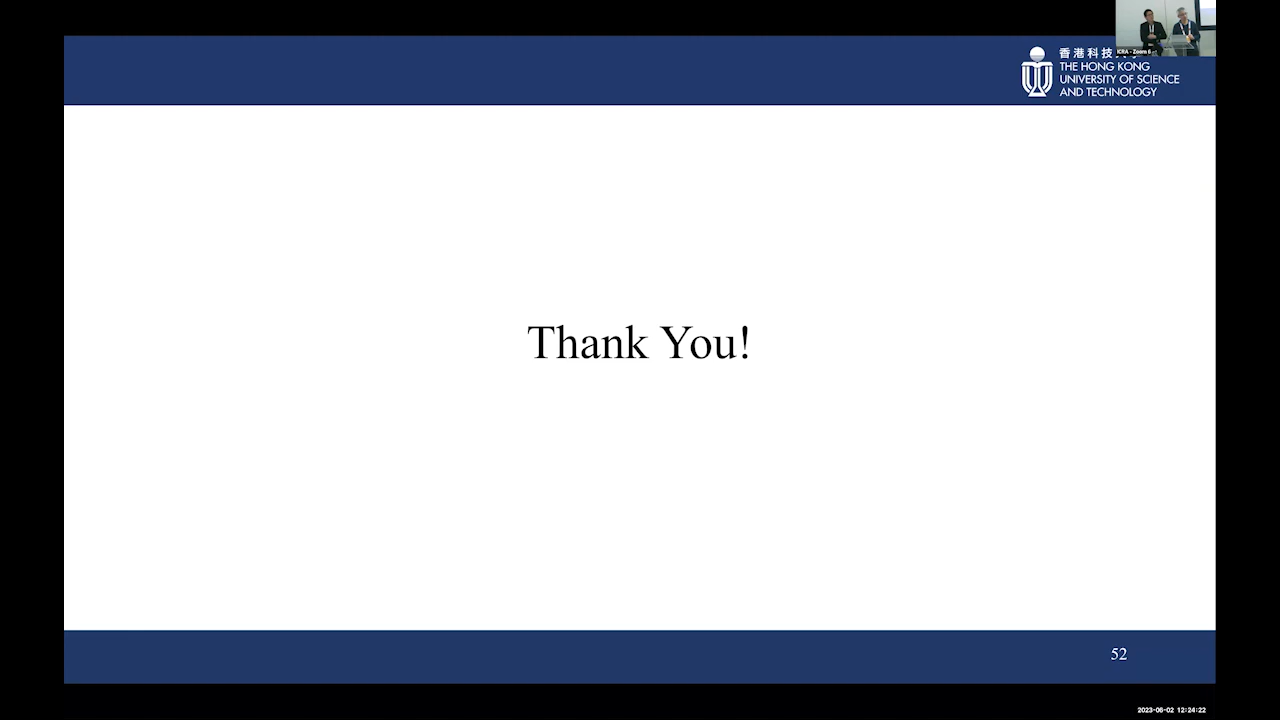 香港科技
THE HONG KONG
UNIVERSITY OF SCIENCE
AND TECHNOLOGY
Thank You!
52
2023-06-02 12:24:22